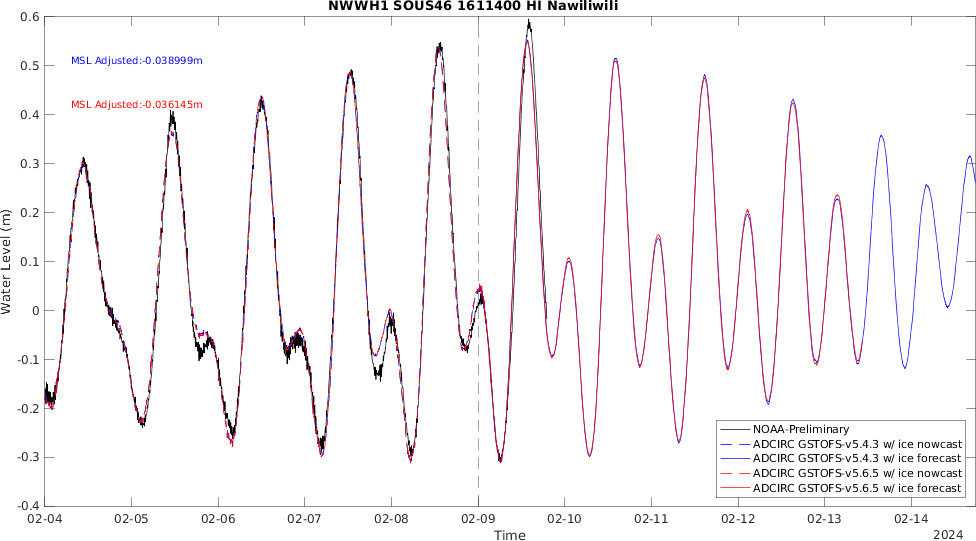 NWWH1 SOUS46 1611400 HI Nawiliwili
MSL Adjusted:-0.038999m
MSL Adjusted:-0.036145m
Water Level (m)
0.6
0.5
0.4
0.3
0.2
0.1
0
-0.1
-0.2
-0.3
-0.4
NOAA-Preliminary
ADCIRC GSTOFS-v5.4.3 w/ ice nowcast
ADCIRC GSTOFS-v5.4.3 w/ ice forecast
ADCIRC GSTOFS-v5.6.5 w/ ice nowcast
ADCIRC GSTOFS-v5.6.5 w/ ice forecast
02-04 02-05 02-06 02-07 02-08 02-09 02-10 02-11 02-12 02-13 02-14
Time
2024